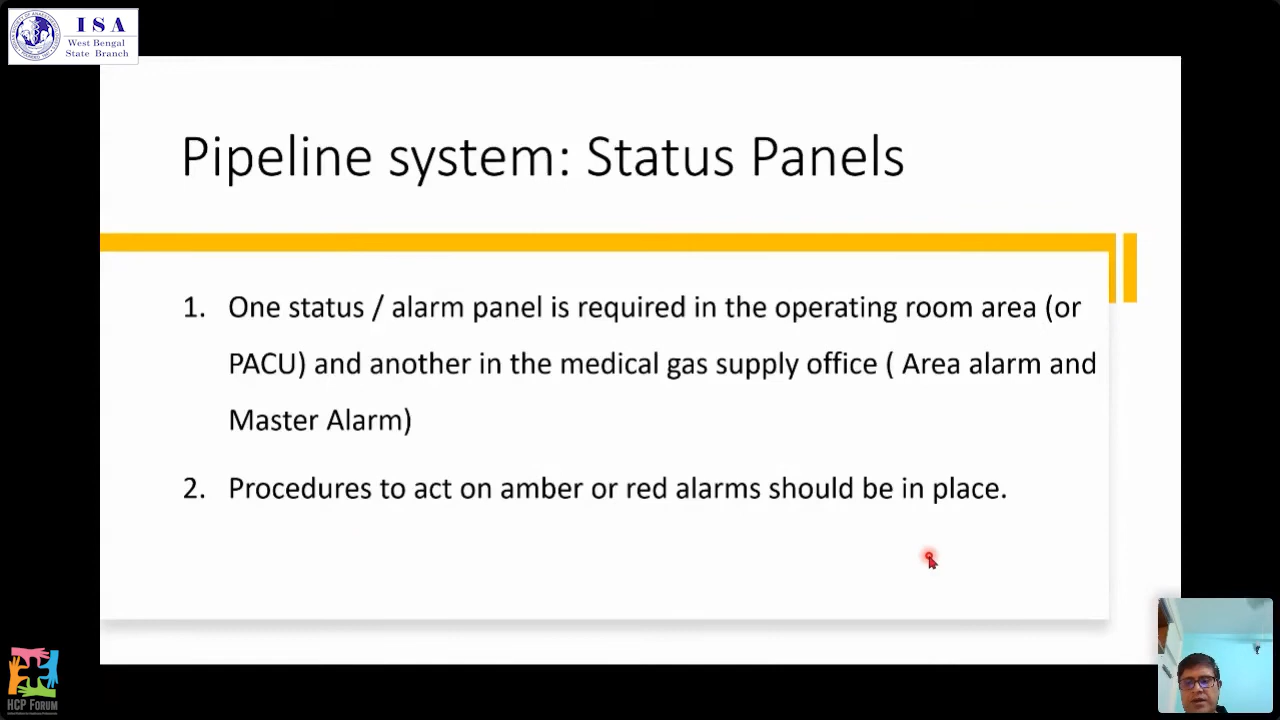 ISA
West Bengal
State Branch
Pipeline system: Status Panels
1. One status / alarm panel is required in the operating room area (or
PACU) and another in the medical gas supply office ( Area alarm and
Master Alarm)
2. Procedures to act on amber or red alarms should be in place.
HCP FORUM